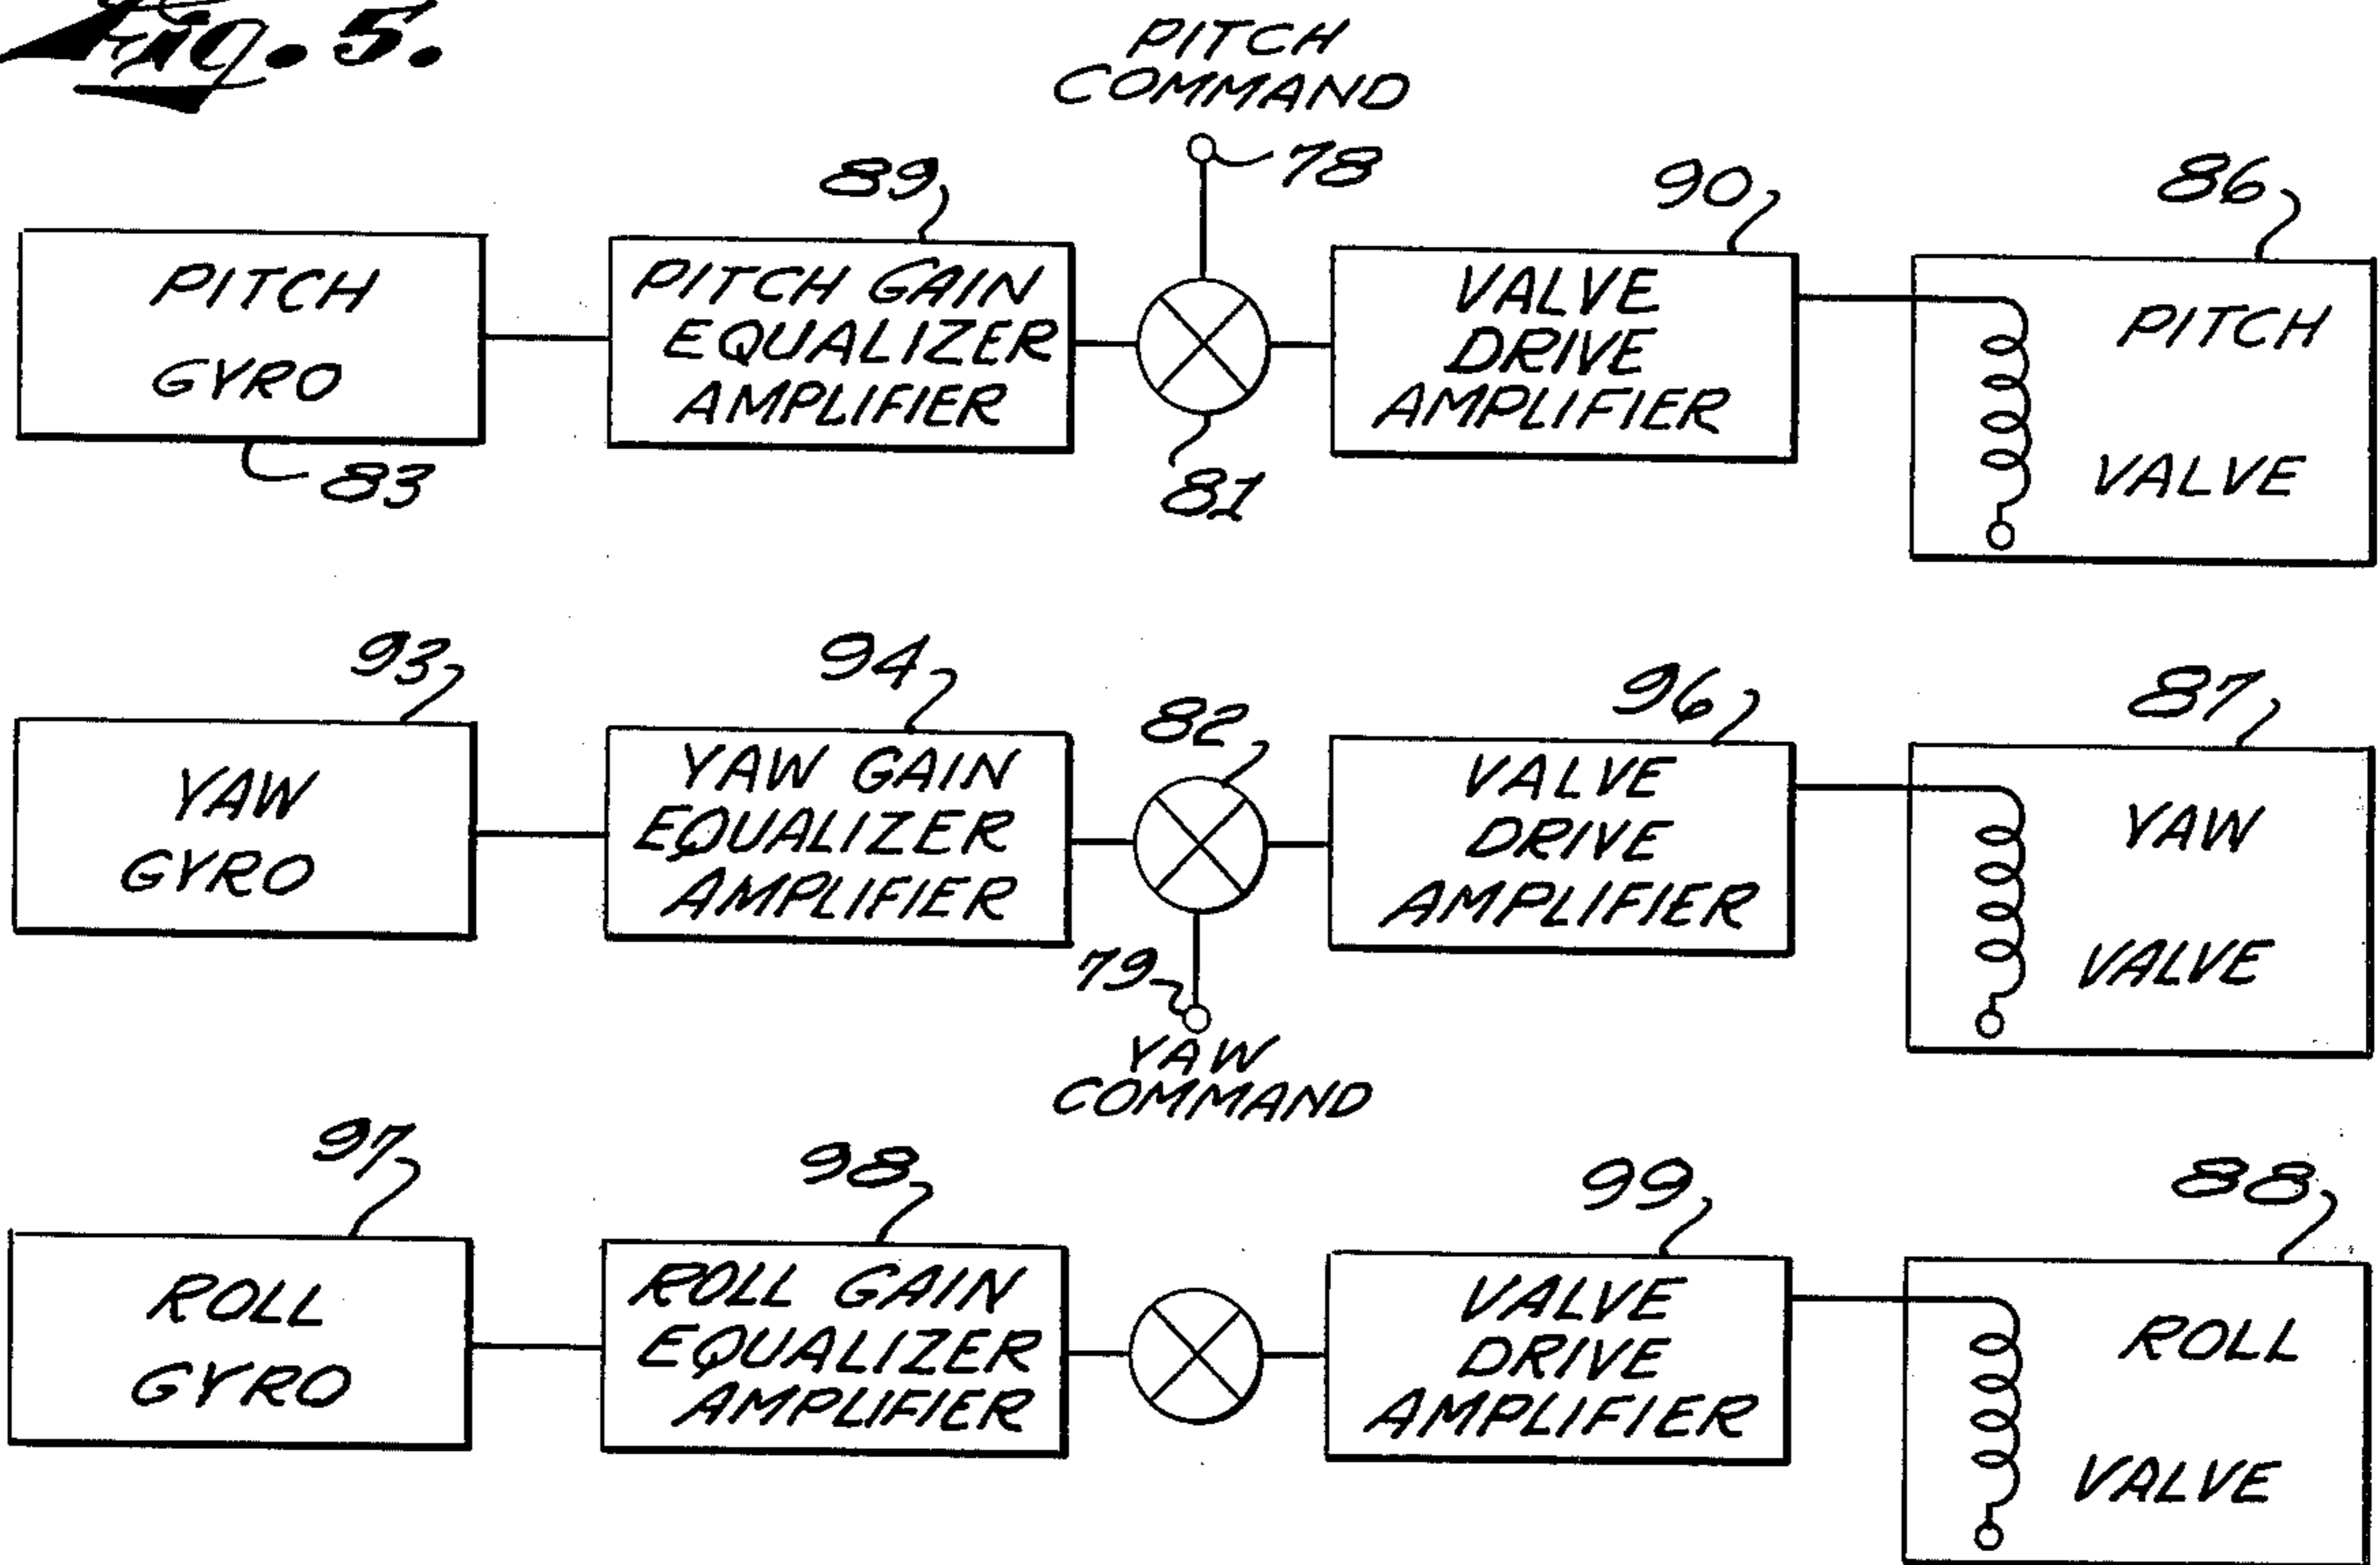 Fig. 5.
PITCH
COMMAND
78
89
90
86
PITCH
GYRO
83
PITCH GAIN
EQUALIZER
AMPLIFIER
81
VALVE
DRIVE
AMPLIFIER
PITCH
VALVE
93
94
82
96
87
YAW
GYRO
YAW GAIN
EQUALIZER
AMPLIFIER
79
YAW
COMMAND
VALVE
DRIVE
AMPLIFIER
YAW
VALVE
97
98
99
88
ROLL
GYRO
ROLL GAIN
EQUALIZER
AMPLIFIER
VALVE
DRIVE
AMPLIFIER
ROLL
VALVE